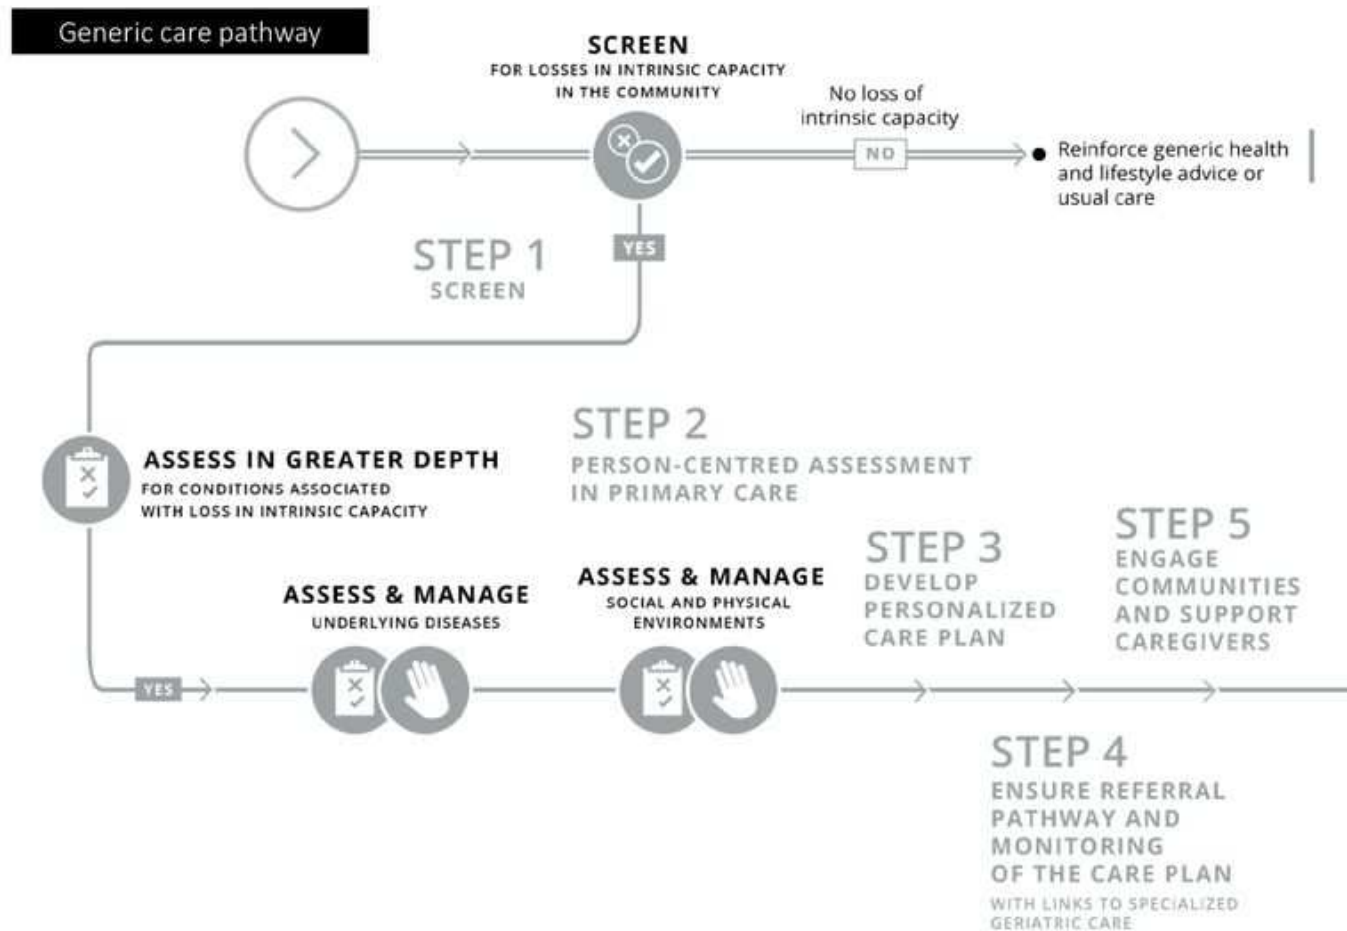 Generic care pathway
SCREEN
FOR LOSSES IN INTRINSIC CAPACITY
IN THE COMMUNITY
No loss of
intrinsic capacity
NO
Reinforce generic health
and lifestyle advice or
usual care
YES
STEP 1
SCREEN
ASSESS IN GREATER DEPTH
FOR CONDITIONS ASSOCIATED
WITH LOSS IN INTRINSIC CAPACITY
STEP 2
PERSON-CENTRED ASSESSMENT
IN PRIMARY CARE
YES
ASSESS & MANAGE
UNDERLYING DISEASES
ASSESS & MANAGE
SOCIAL AND PHYSICAL
ENVIRONMENTS
STEP 3
DEVELOP
PERSONALIZED
CARE PLAN
STEP 4
ENSURE REFERRAL
PATHWAY AND
MONITORING
OF THE CARE PLAN
WITH LINKS TO SPECIALIZED
GERIATRIC CARE
STEP 5
ENGAGE
COMMUNITIES
AND SUPPORT
CAREGIVERS